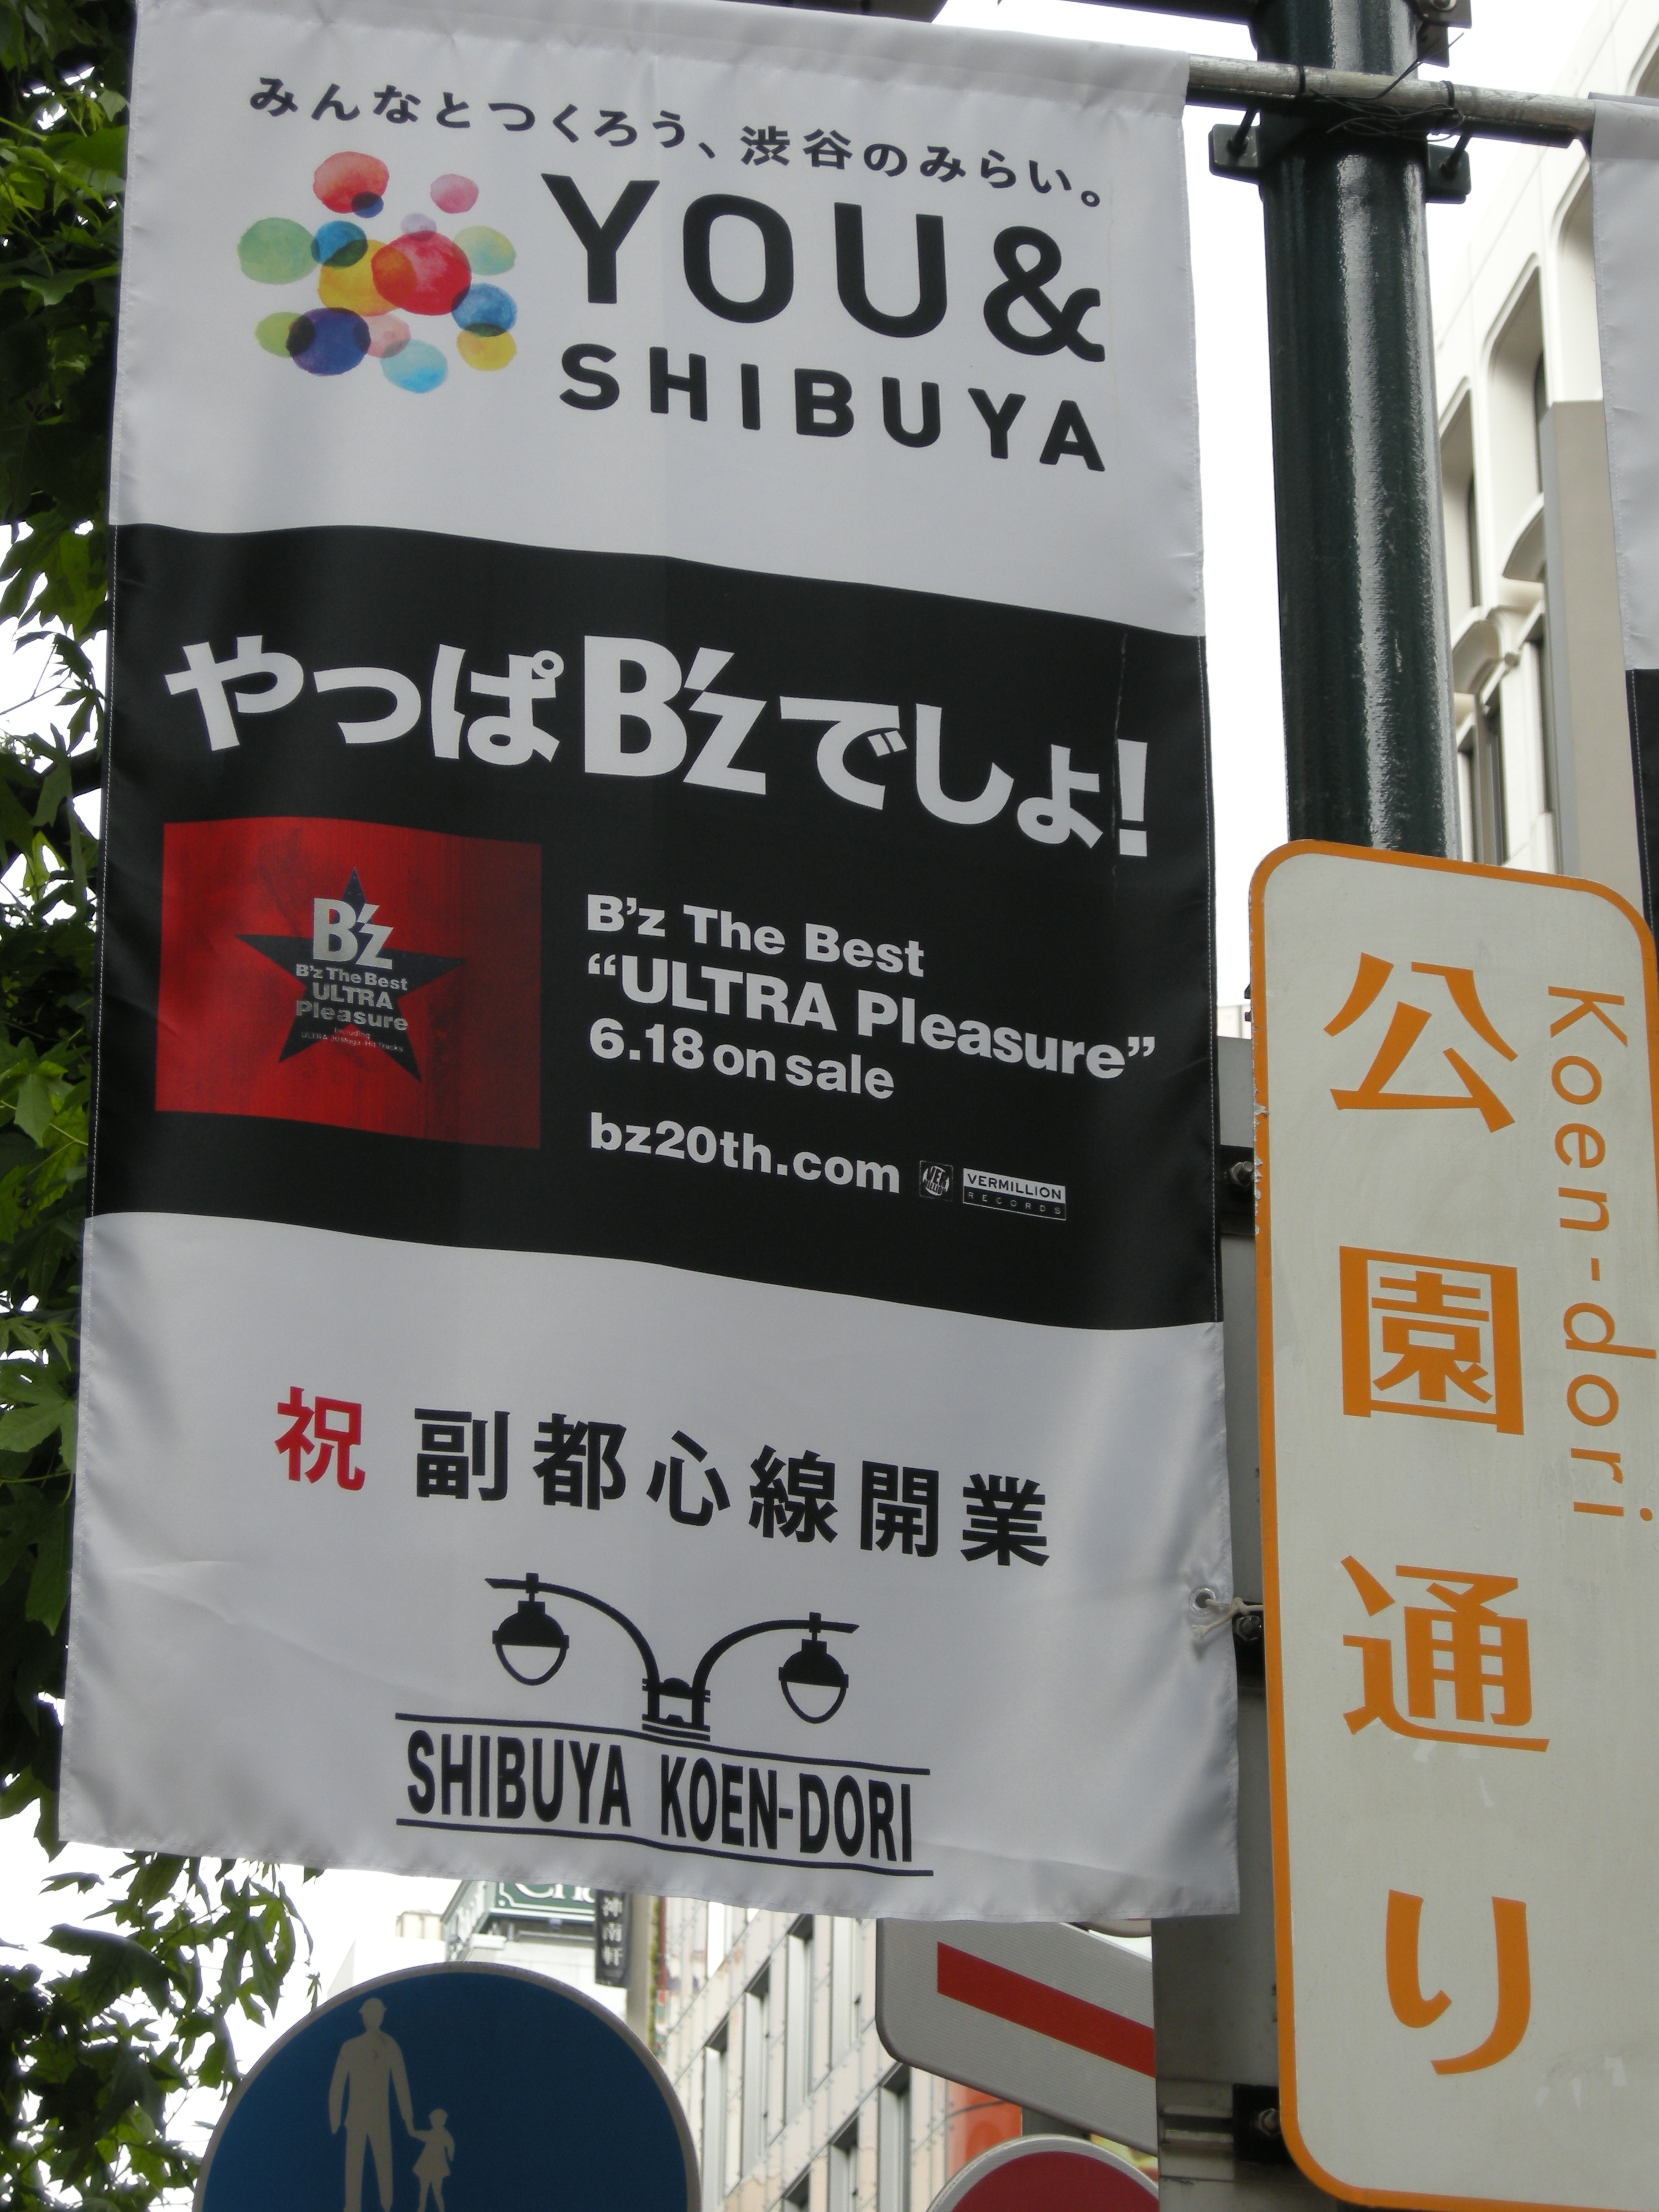 みんなとつくろう、渋谷のみらい。
YOU&
SHIBUYA
やっぱB'zでしょ!
B'z
B'z The Best
ULTRA
Pleasure
Including
B'z The Best
“ULTRA Pleasure”
6.18 on sale
bz20th.com
VERMILLION
RECORDS
祝 副都心線開業
SHIBUYA KOEN-DORI
公園通り
Koen-dori
神南軒